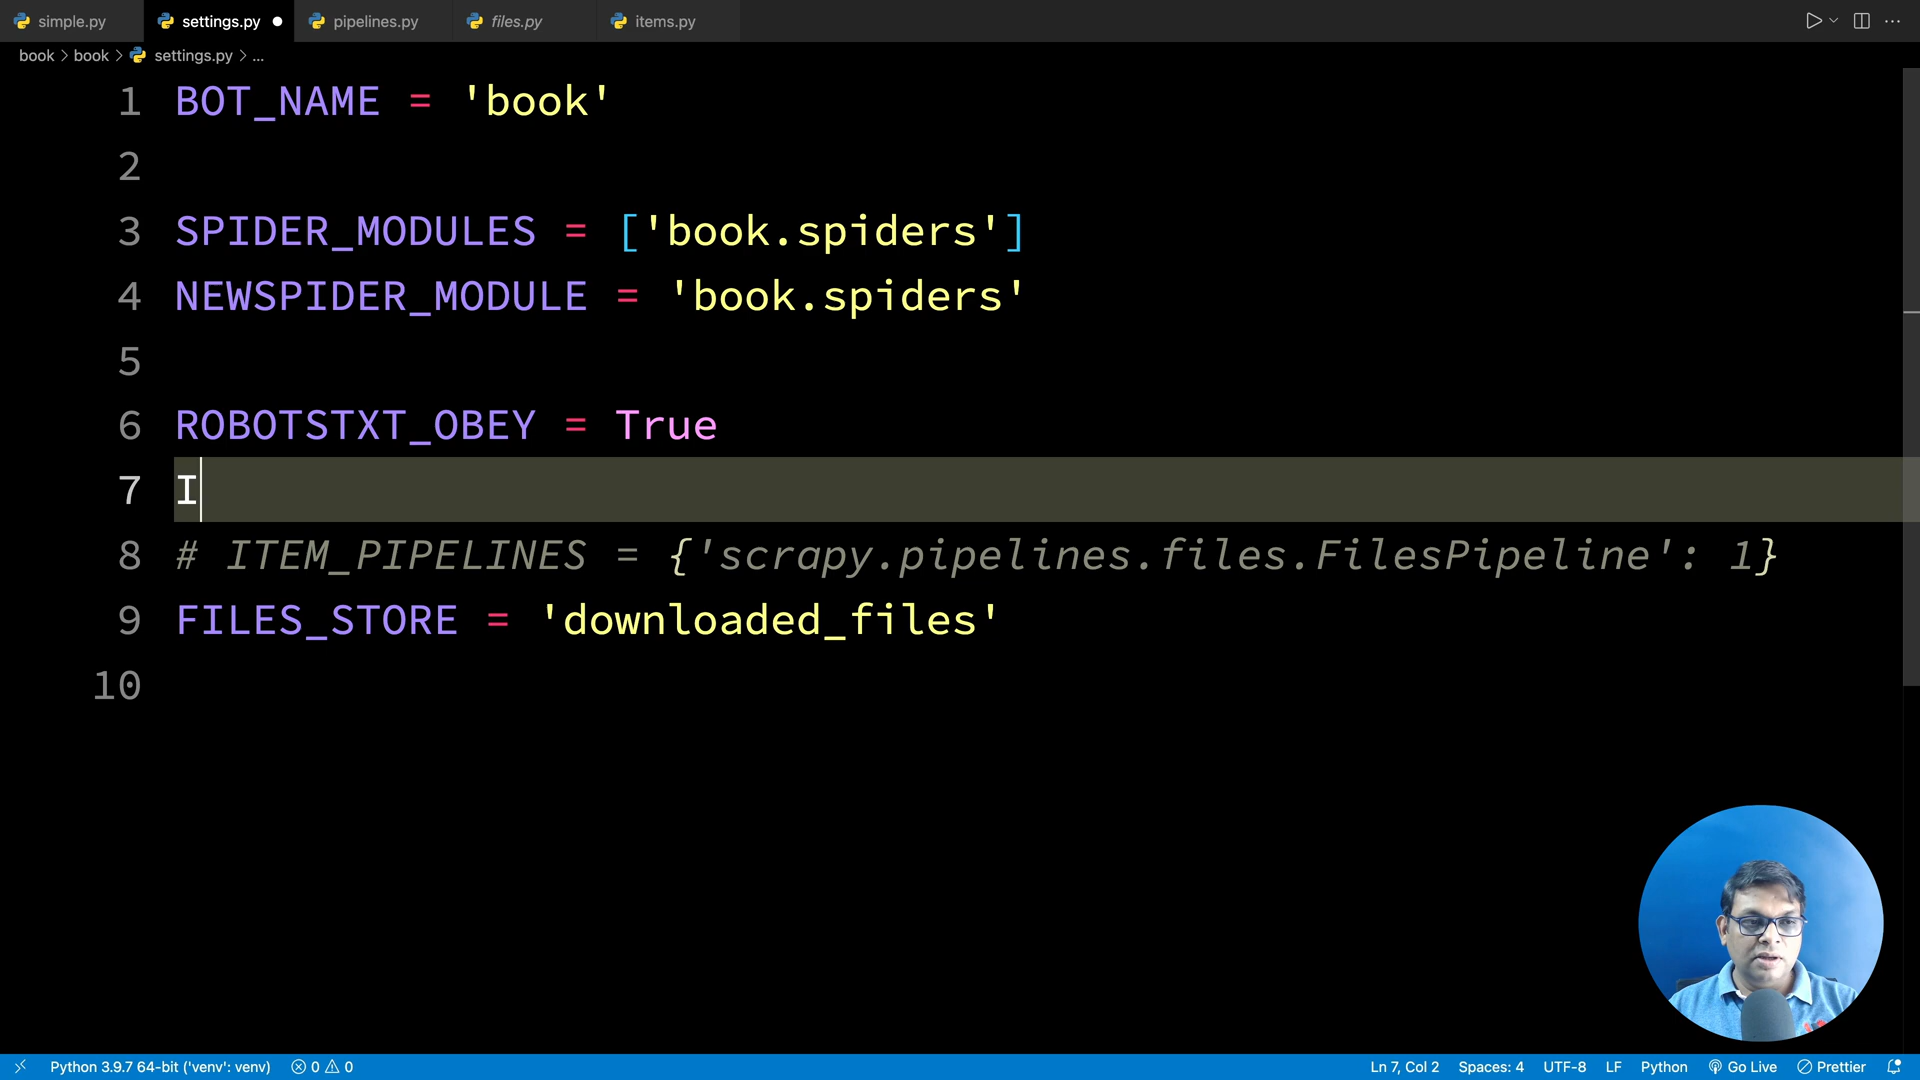 simple.py settings.py pipelines.py files.py items.py
book > book > settings.py > ...
1 BOT_NAME = 'book'
2
3 SPIDER_MODULES = ['book.spiders']
4 NEWSPIDER_MODULE = 'book.spiders'
5
6 ROBOTSTXT_OBEY = True
7 I
8 # ITEM_PIPELINES = {'scrapy.pipelines.files.FilesPipeline': 1}
9 FILES_STORE = 'downloaded_files'
10
Python 3.9.7 64-bit ('venv': venv) 0 0 Ln 7, Col 2 Spaces: 4 UTF-8 LF Python Go Live Prettier